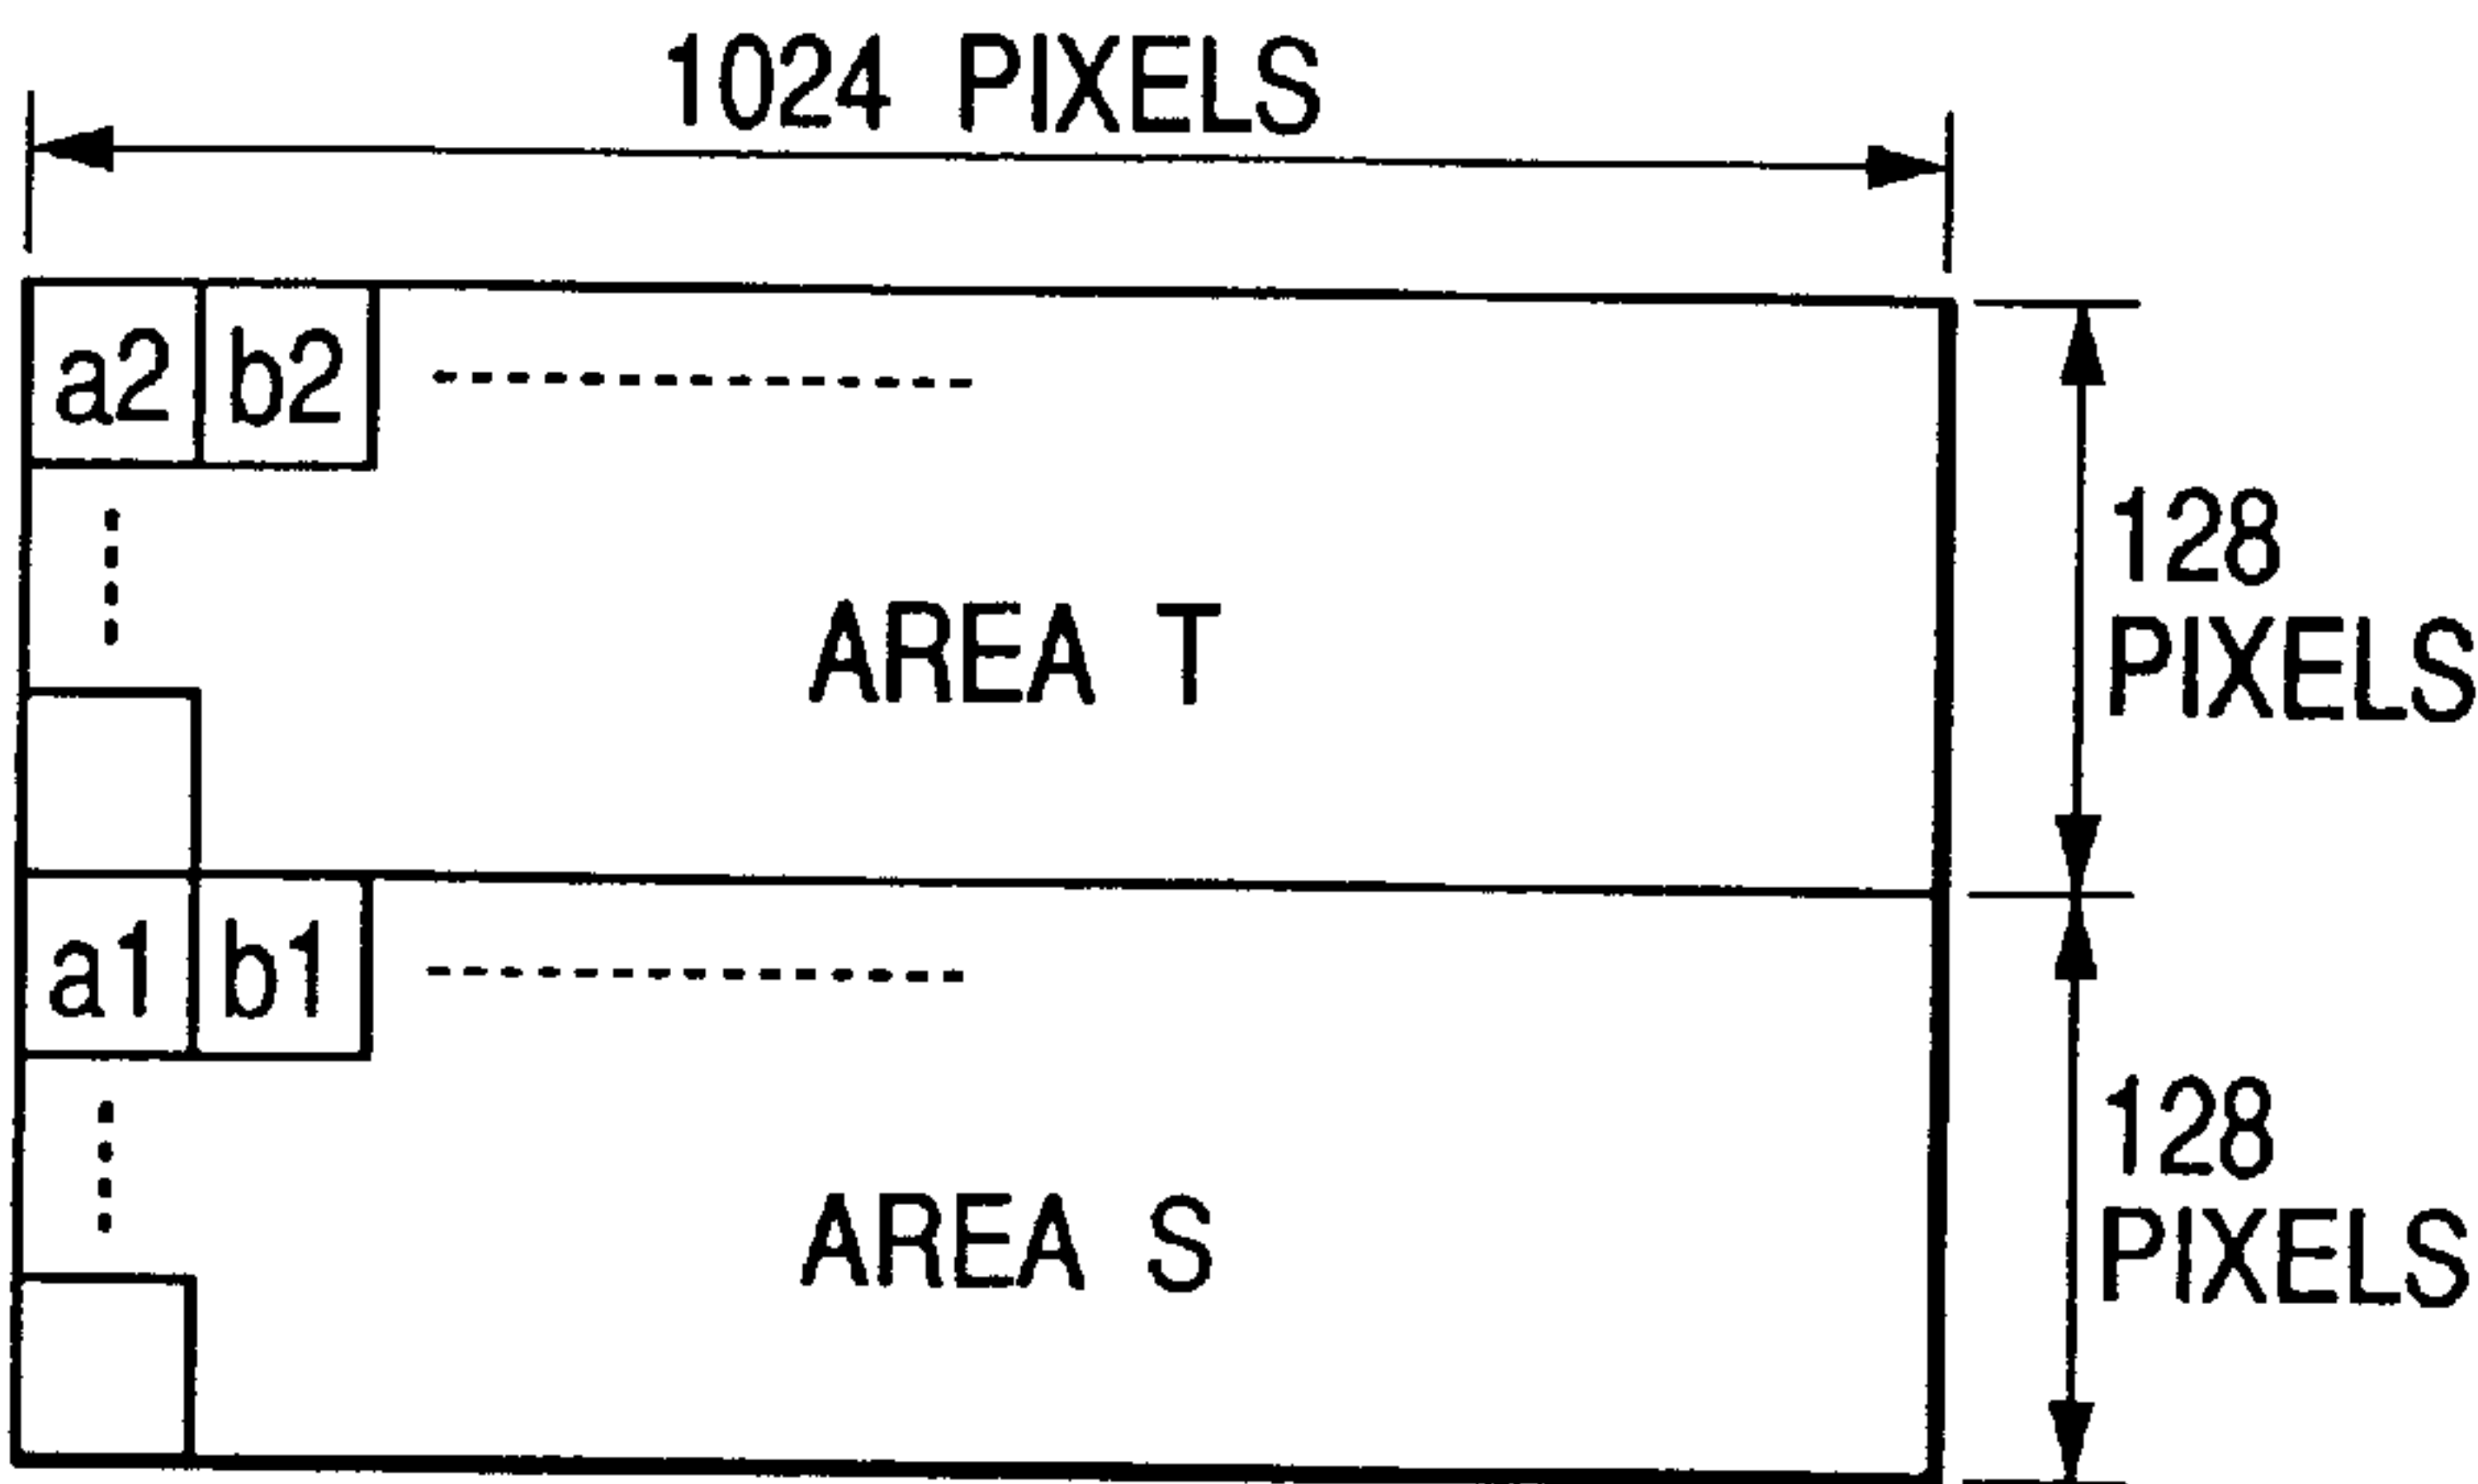 1024 PIXELS
a2 b2
128
PIXELS
AREA T
a1 b1
128
PIXELS
AREA S